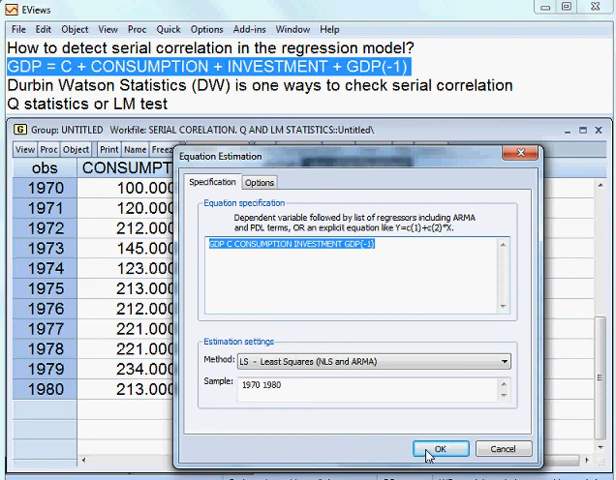 EViews
File Edit Object View Proc Quick Options Add-ins Window Help
How to detect serial correlation in the regression model?
GDP = C + CONSUMPTION + INVESTMENT + GDP(-1)
Durbin Watson Statistics (DW) is one ways to check serial correlation
Q statistics or LM test
G Group: UNTITLED Workfile: SERIAL CORELATION. Q AND LM STATISTICS::Untitled\
View Proc Object Print Name Freez
Equation Estimation
Specification Options
obs CONSUMPT
1970 100.000
1971 120.000
1972 212.000
1973 145.000
1974 123.000
1975 213.000
1976 212.000
1977 221.000
1978 221.000
1979 234.000
1980 213.000
Equation specification
Dependent variable followed by list of regressors including ARMA
and PDL terms, OR an explicit equation like Y=c(1)+c(2)*X.
GDP C CONSUMPTION INVESTMENT GDP(-1)
Estimation settings
Method: LS - Least Squares (NLS and ARMA)
Sample: 1970 1980
OK Cancel